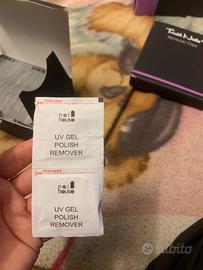 TEAR HERE
nail
house
UV GEL
POLISH
REMOVER
TEAR HERE
nail
house
UV GEL
POLISH
REMOVER
subito